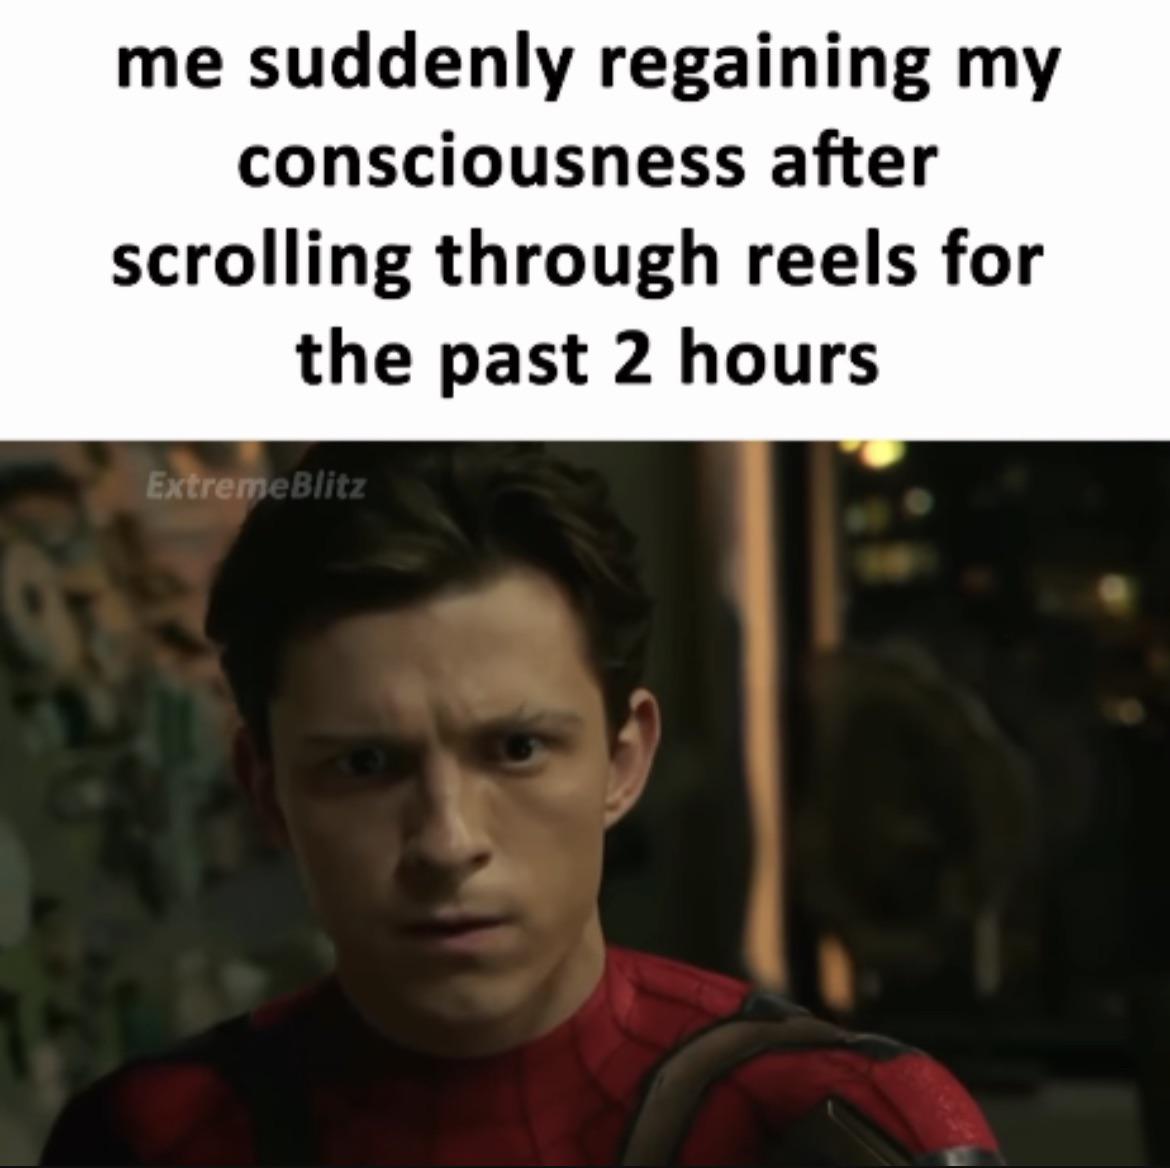 me suddenly regaining my
consciousness after
scrolling through reels for
the past 2 hours
ExtremeBlitz